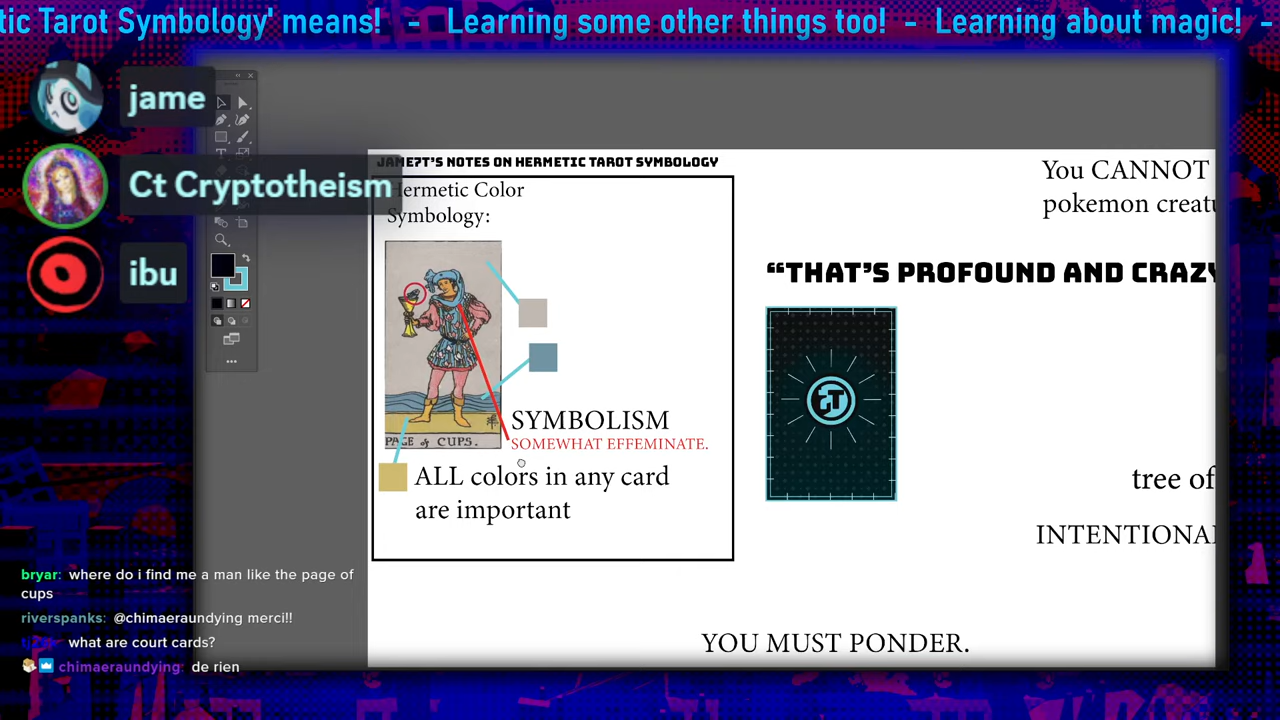 tic Tarot Symbology' means! - Learning some other things too! - Learning about magic! -
jame
Ct Cryptotheism
ibu
JAME7T'S NOTES ON HERMETIC TAROT SYMBOLOGY
Hermetic Color
Symbology:
PAGE of CUPS.
SYMBOLISM
SOMEWHAT EFFEMINATE.
ALL colors in any card
are important
You CANNOT
pokemon creatu
"THAT'S PROFOUND AND CRAZY
tree of
INTENTIONAL
YOU MUST PONDER.
bryar: where do i find me a man like the page of
cups
riverspanks: @chimaeraundying merci!!
what are court cards?
chimaeraundying: de rien